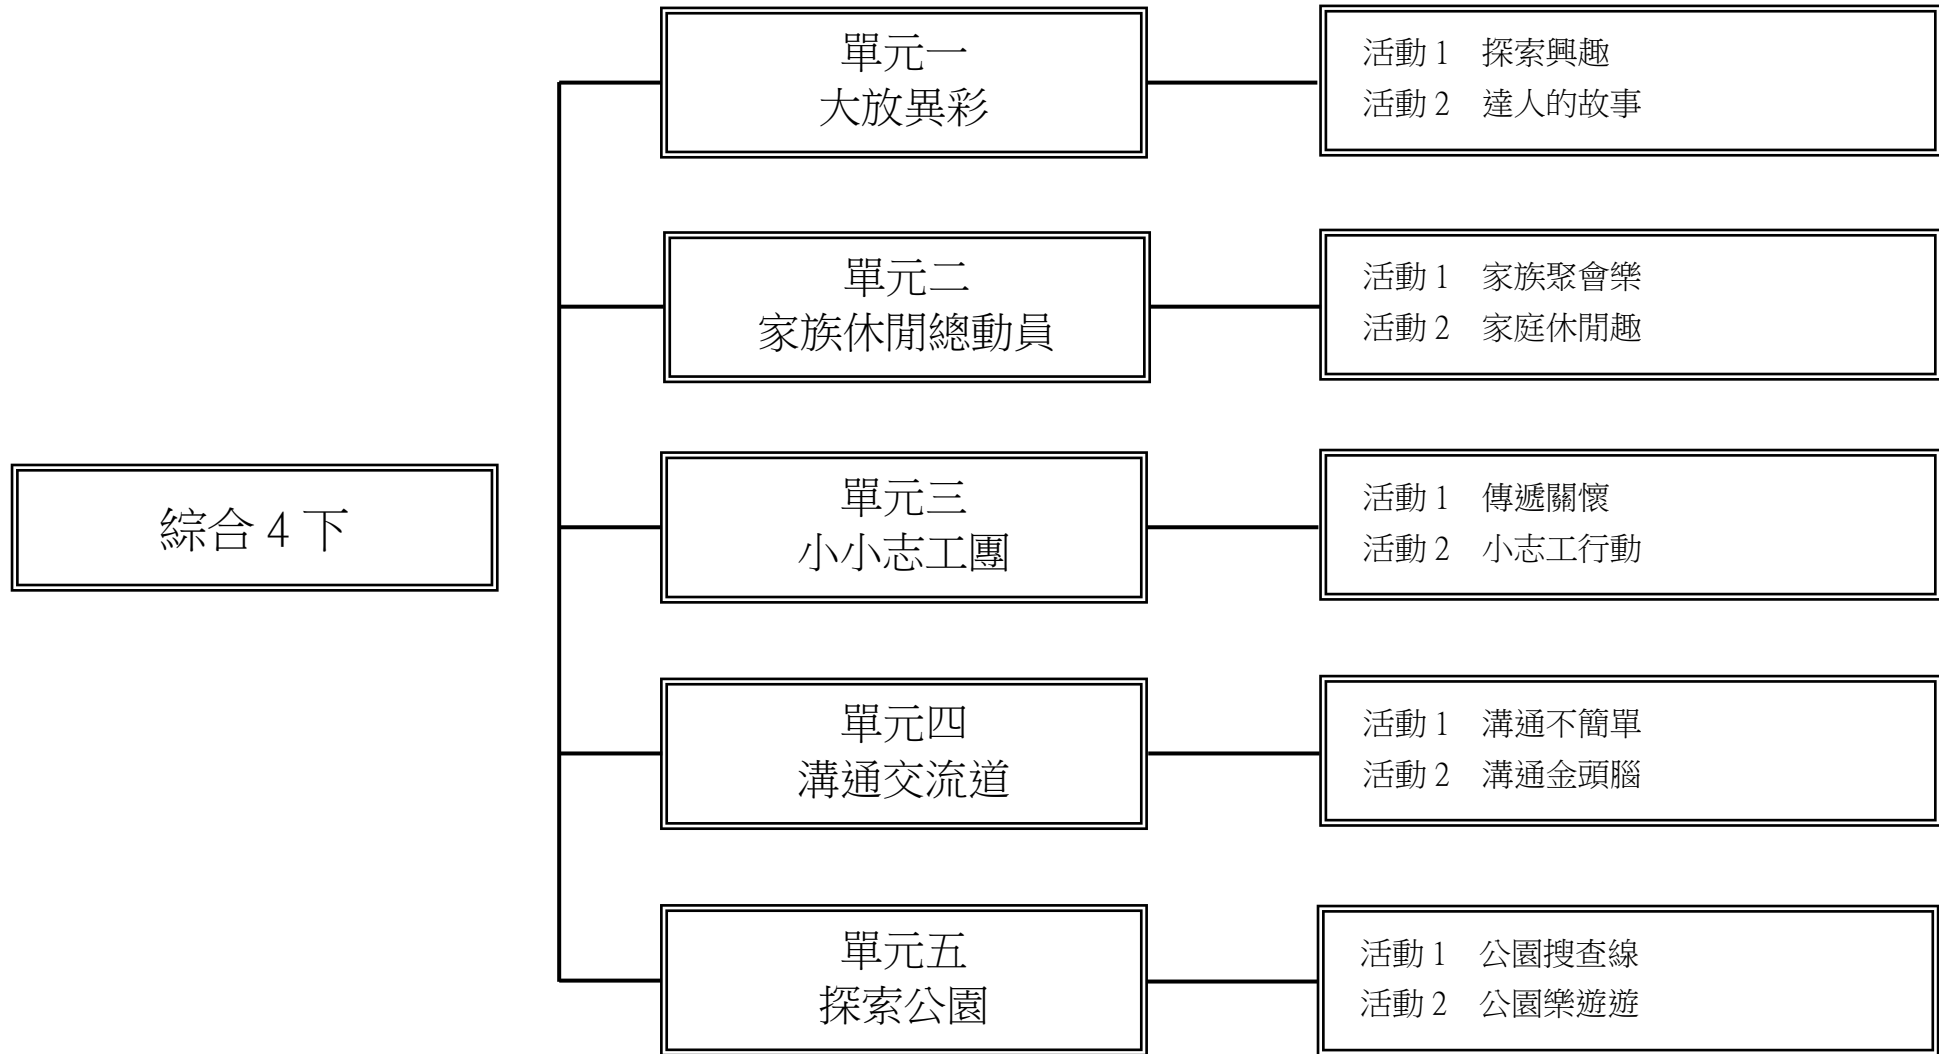 綜合 4 下
單元一
大放異彩
活動 1 探索興趣
活動 2 達人的故事
單元二
家族休閒總動員
活動 1 家族聚會樂
活動 2 家庭休閒趣
單元三
小小志工團
活動 1 傳遞關懷
活動 2 小志工行動
單元四
溝通交流道
活動 1 溝通不簡單
活動 2 溝通金頭腦
單元五
探索公園
活動 1 公園搜查線
活動 2 公園樂遊遊